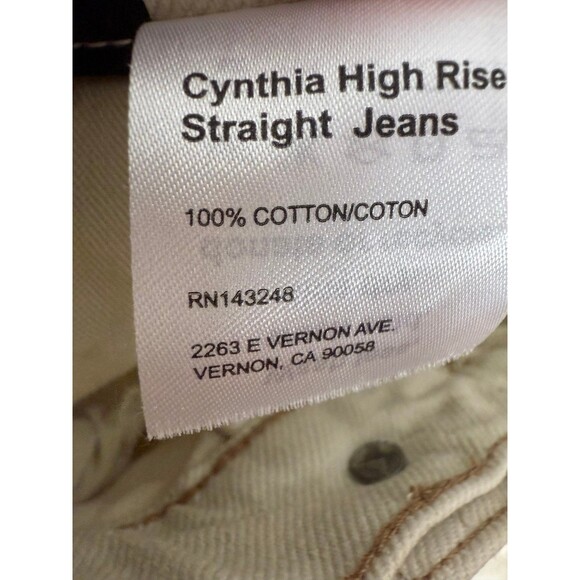 Cynthia High Rise
Straight Jeans
100% COTTON/COTON
RN143248
2263 E VERNON AVE.
VERNON, CA 90058